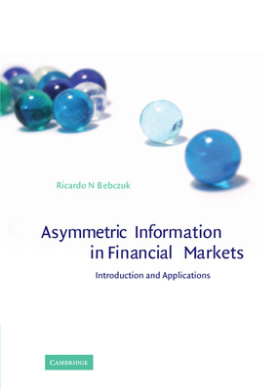 Ricardo N Bebczuk
Asymmetric Information
in Financial Markets
Introduction and Applications
CAMBRIDGE